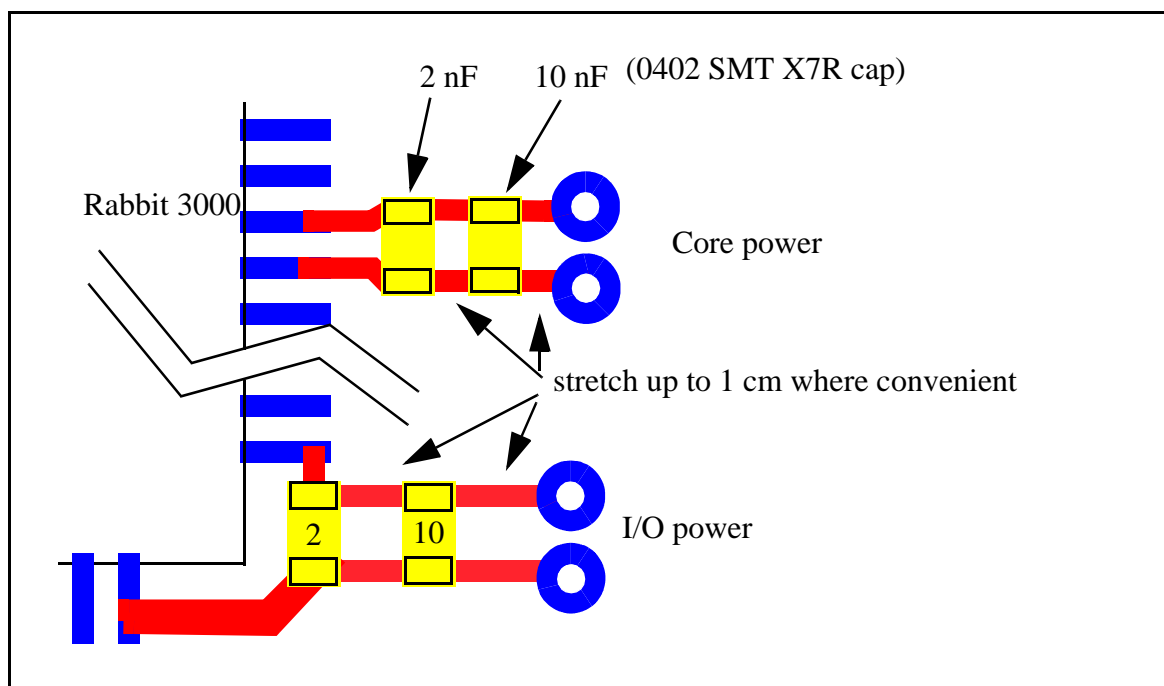 2 nF
10 nF
(0402 SMT X7R cap)
Rabbit 3000
Core power
stretch up to 1 cm where convenient
2
10
I/O power